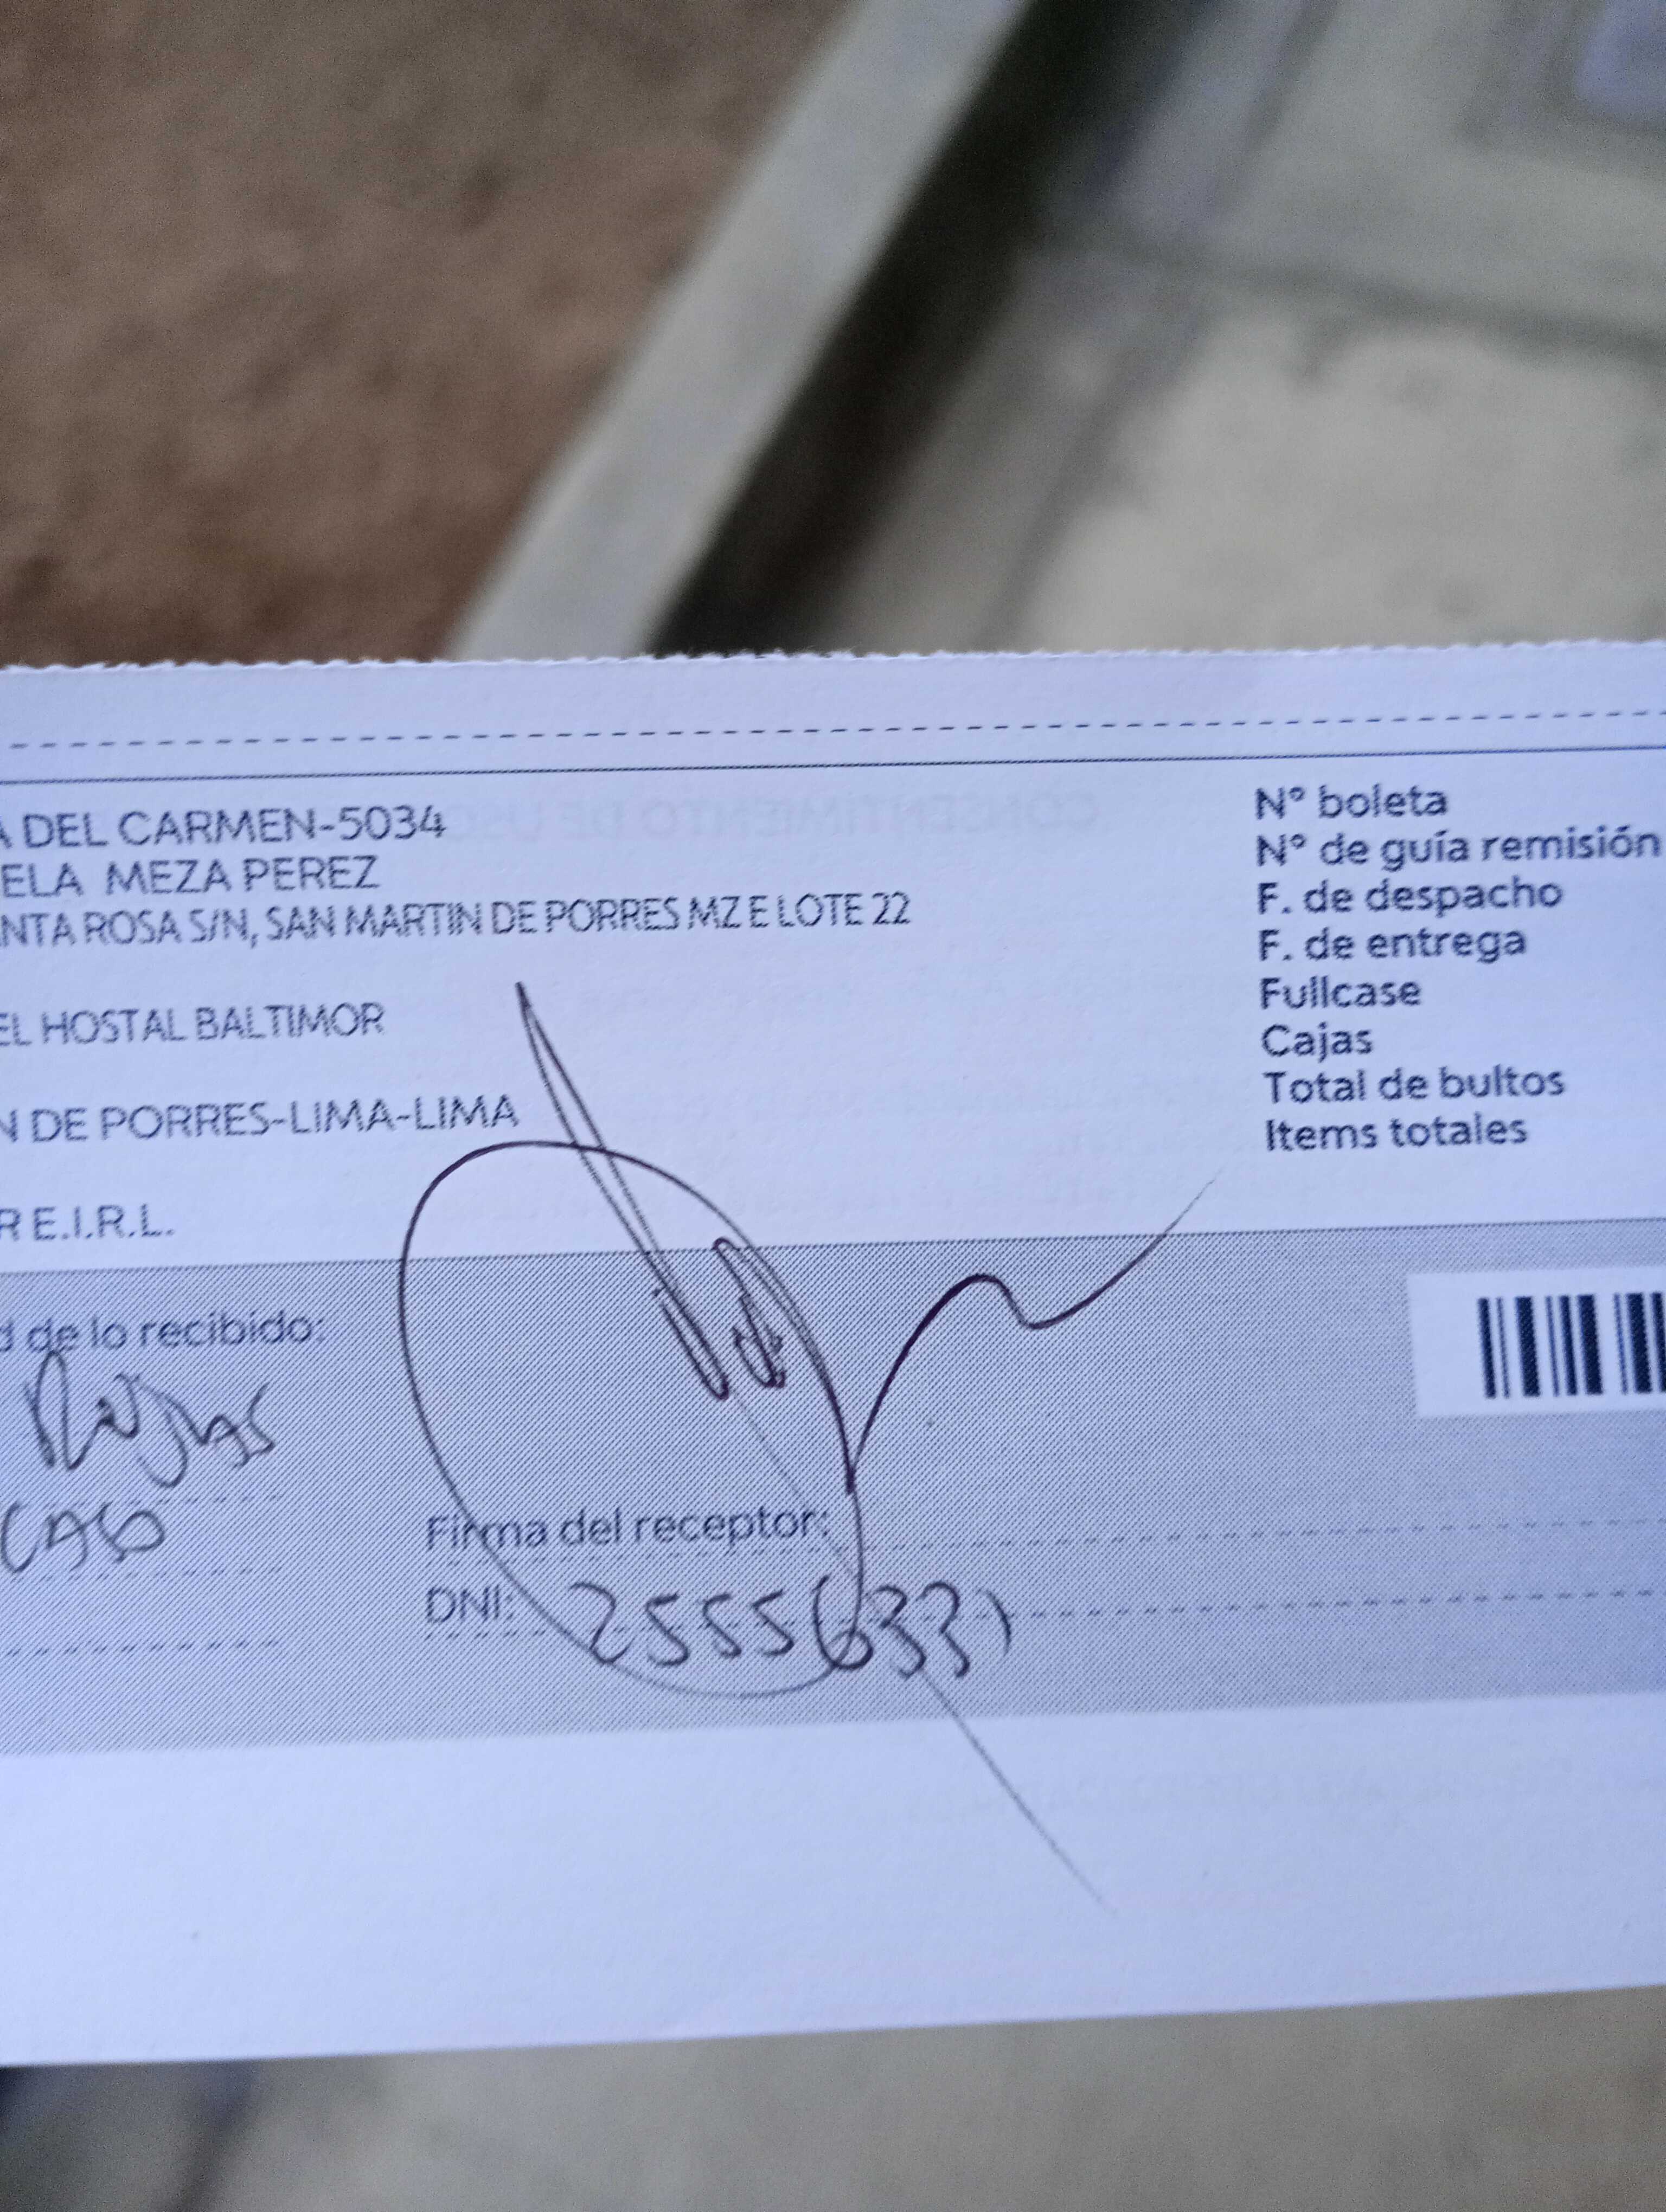 A DEL CARMEN-5034
ELA MEZA PEREZ
NTA ROSA S/N, SAN MARTIN DE PORRES MZ E LOTE 22
EL HOSTAL BALTIMOR
N DE PORRES-LIMA-LIMA
R E.I.R.L.
N° boleta
N° de guía remisión
F. de despacho
F. de entrega
Fullcase
Cajas
Total de bultos
Items totales
d de lo recibido:
Rojas
Firma del receptor:
DNI: 25556331